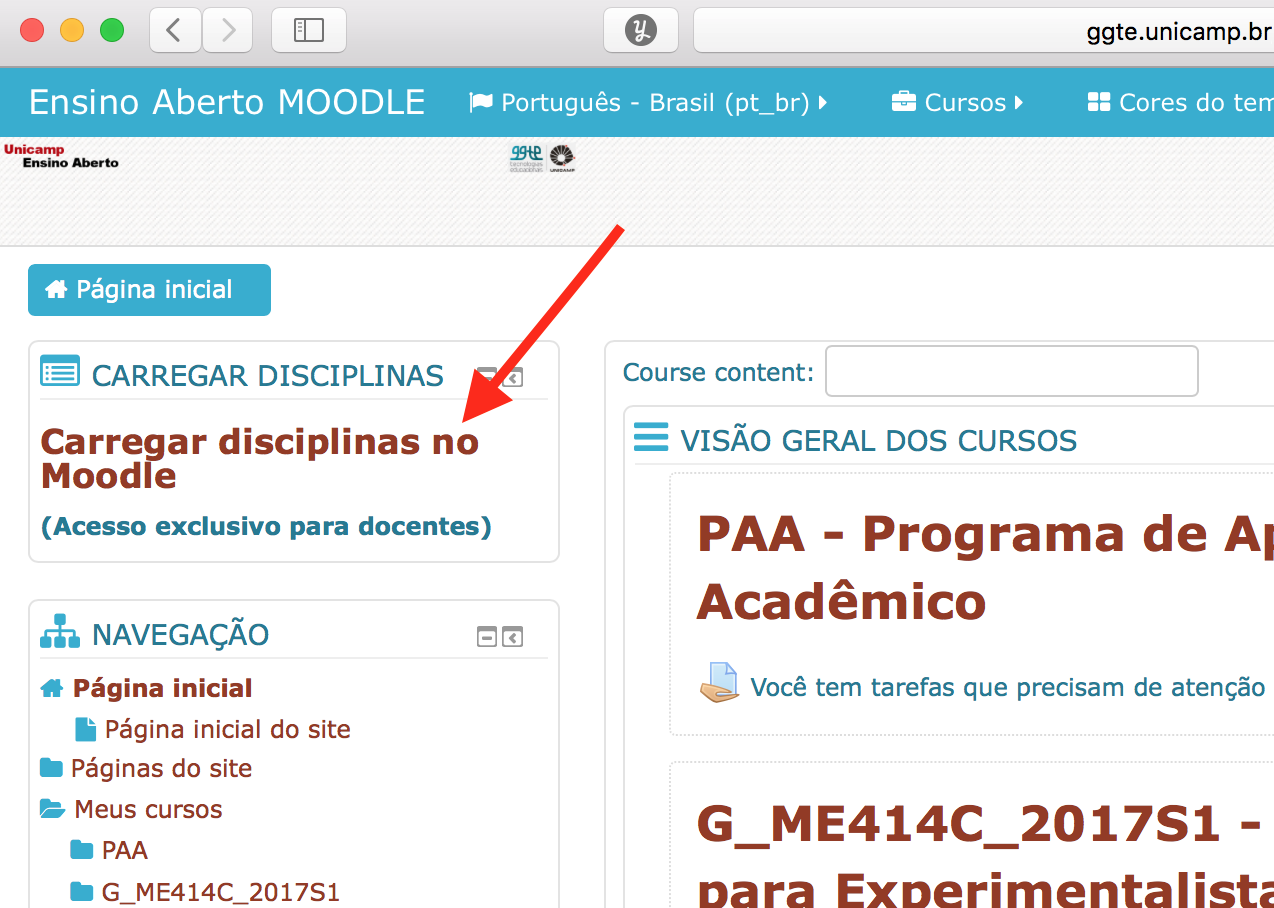 ggte.unicamp.br
Ensino Aberto MOODLE
Português - Brasil (pt_br)
Cursos
Cores do tem
Unicamp
Ensino Aberto
ggte
tecnologias
educacionais
UNICAMP
Página inicial
CARREGAR DISCIPLINAS
Carregar disciplinas no
Moodle
(Acesso exclusivo para docentes)
NAVEGAÇÃO
Página inicial
Página inicial do site
Páginas do site
Meus cursos
PAA
G_ME414C_2017S1
Course content:
VISÃO GERAL DOS CURSOS
PAA - Programa de Ap
Acadêmico
Você tem tarefas que precisam de atenção
G_ME414C_2017S1 -
para Experimentalista